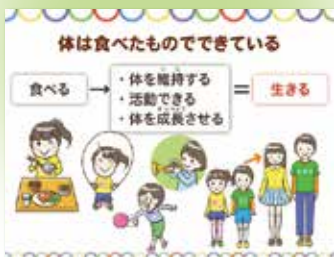 体は食べたものでできている
食べる
→
・体を維持する
・活動できる
・体を成長させる
=
生きる